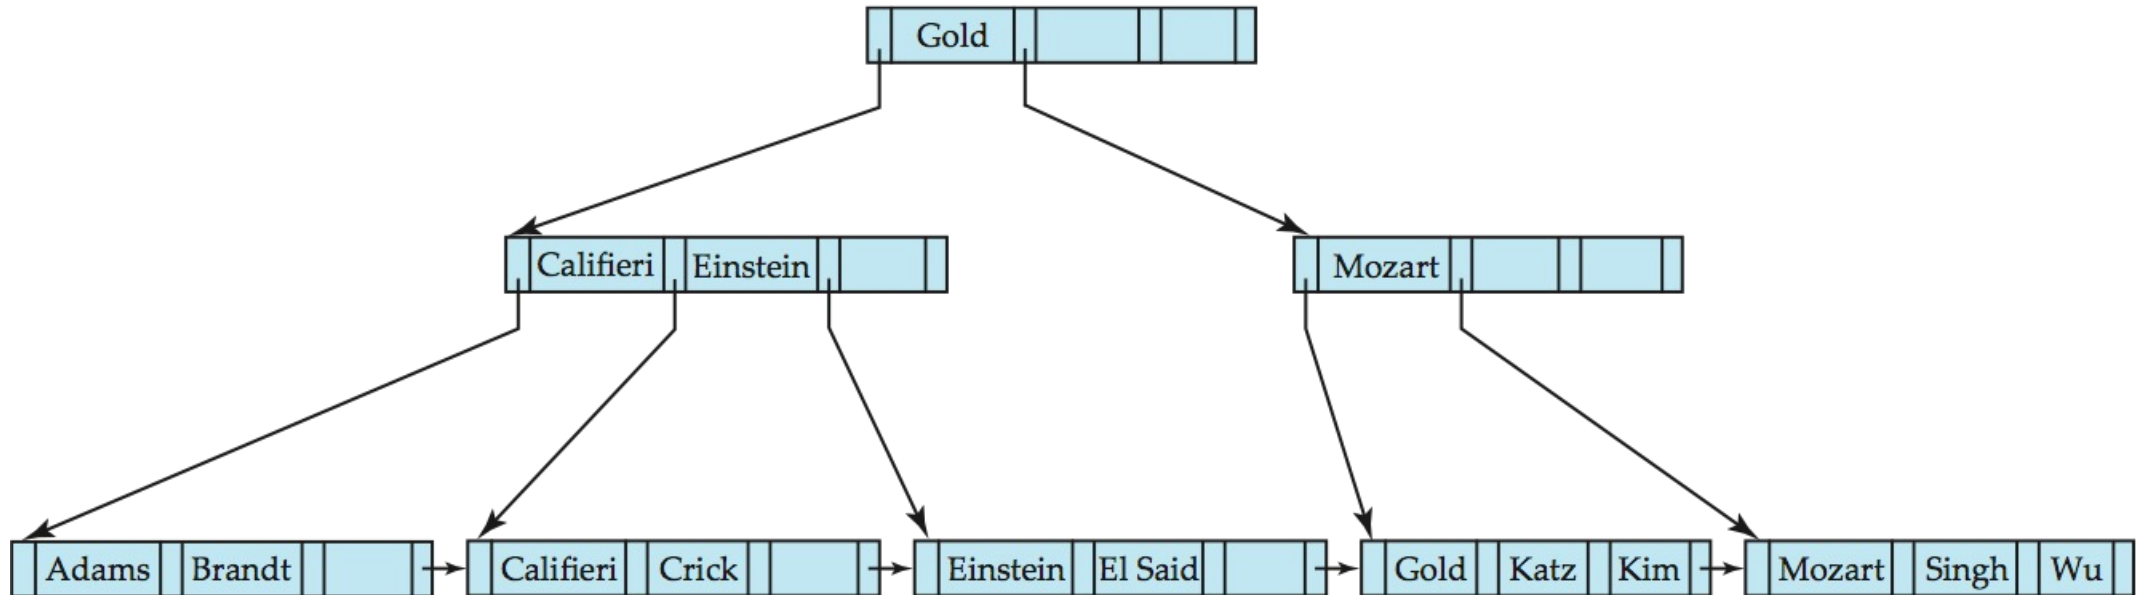 Gold
Califieri Einstein
Mozart
Adams Brandt
Califieri Crick
Einstein El Said
Gold Katz Kim
Mozart Singh Wu